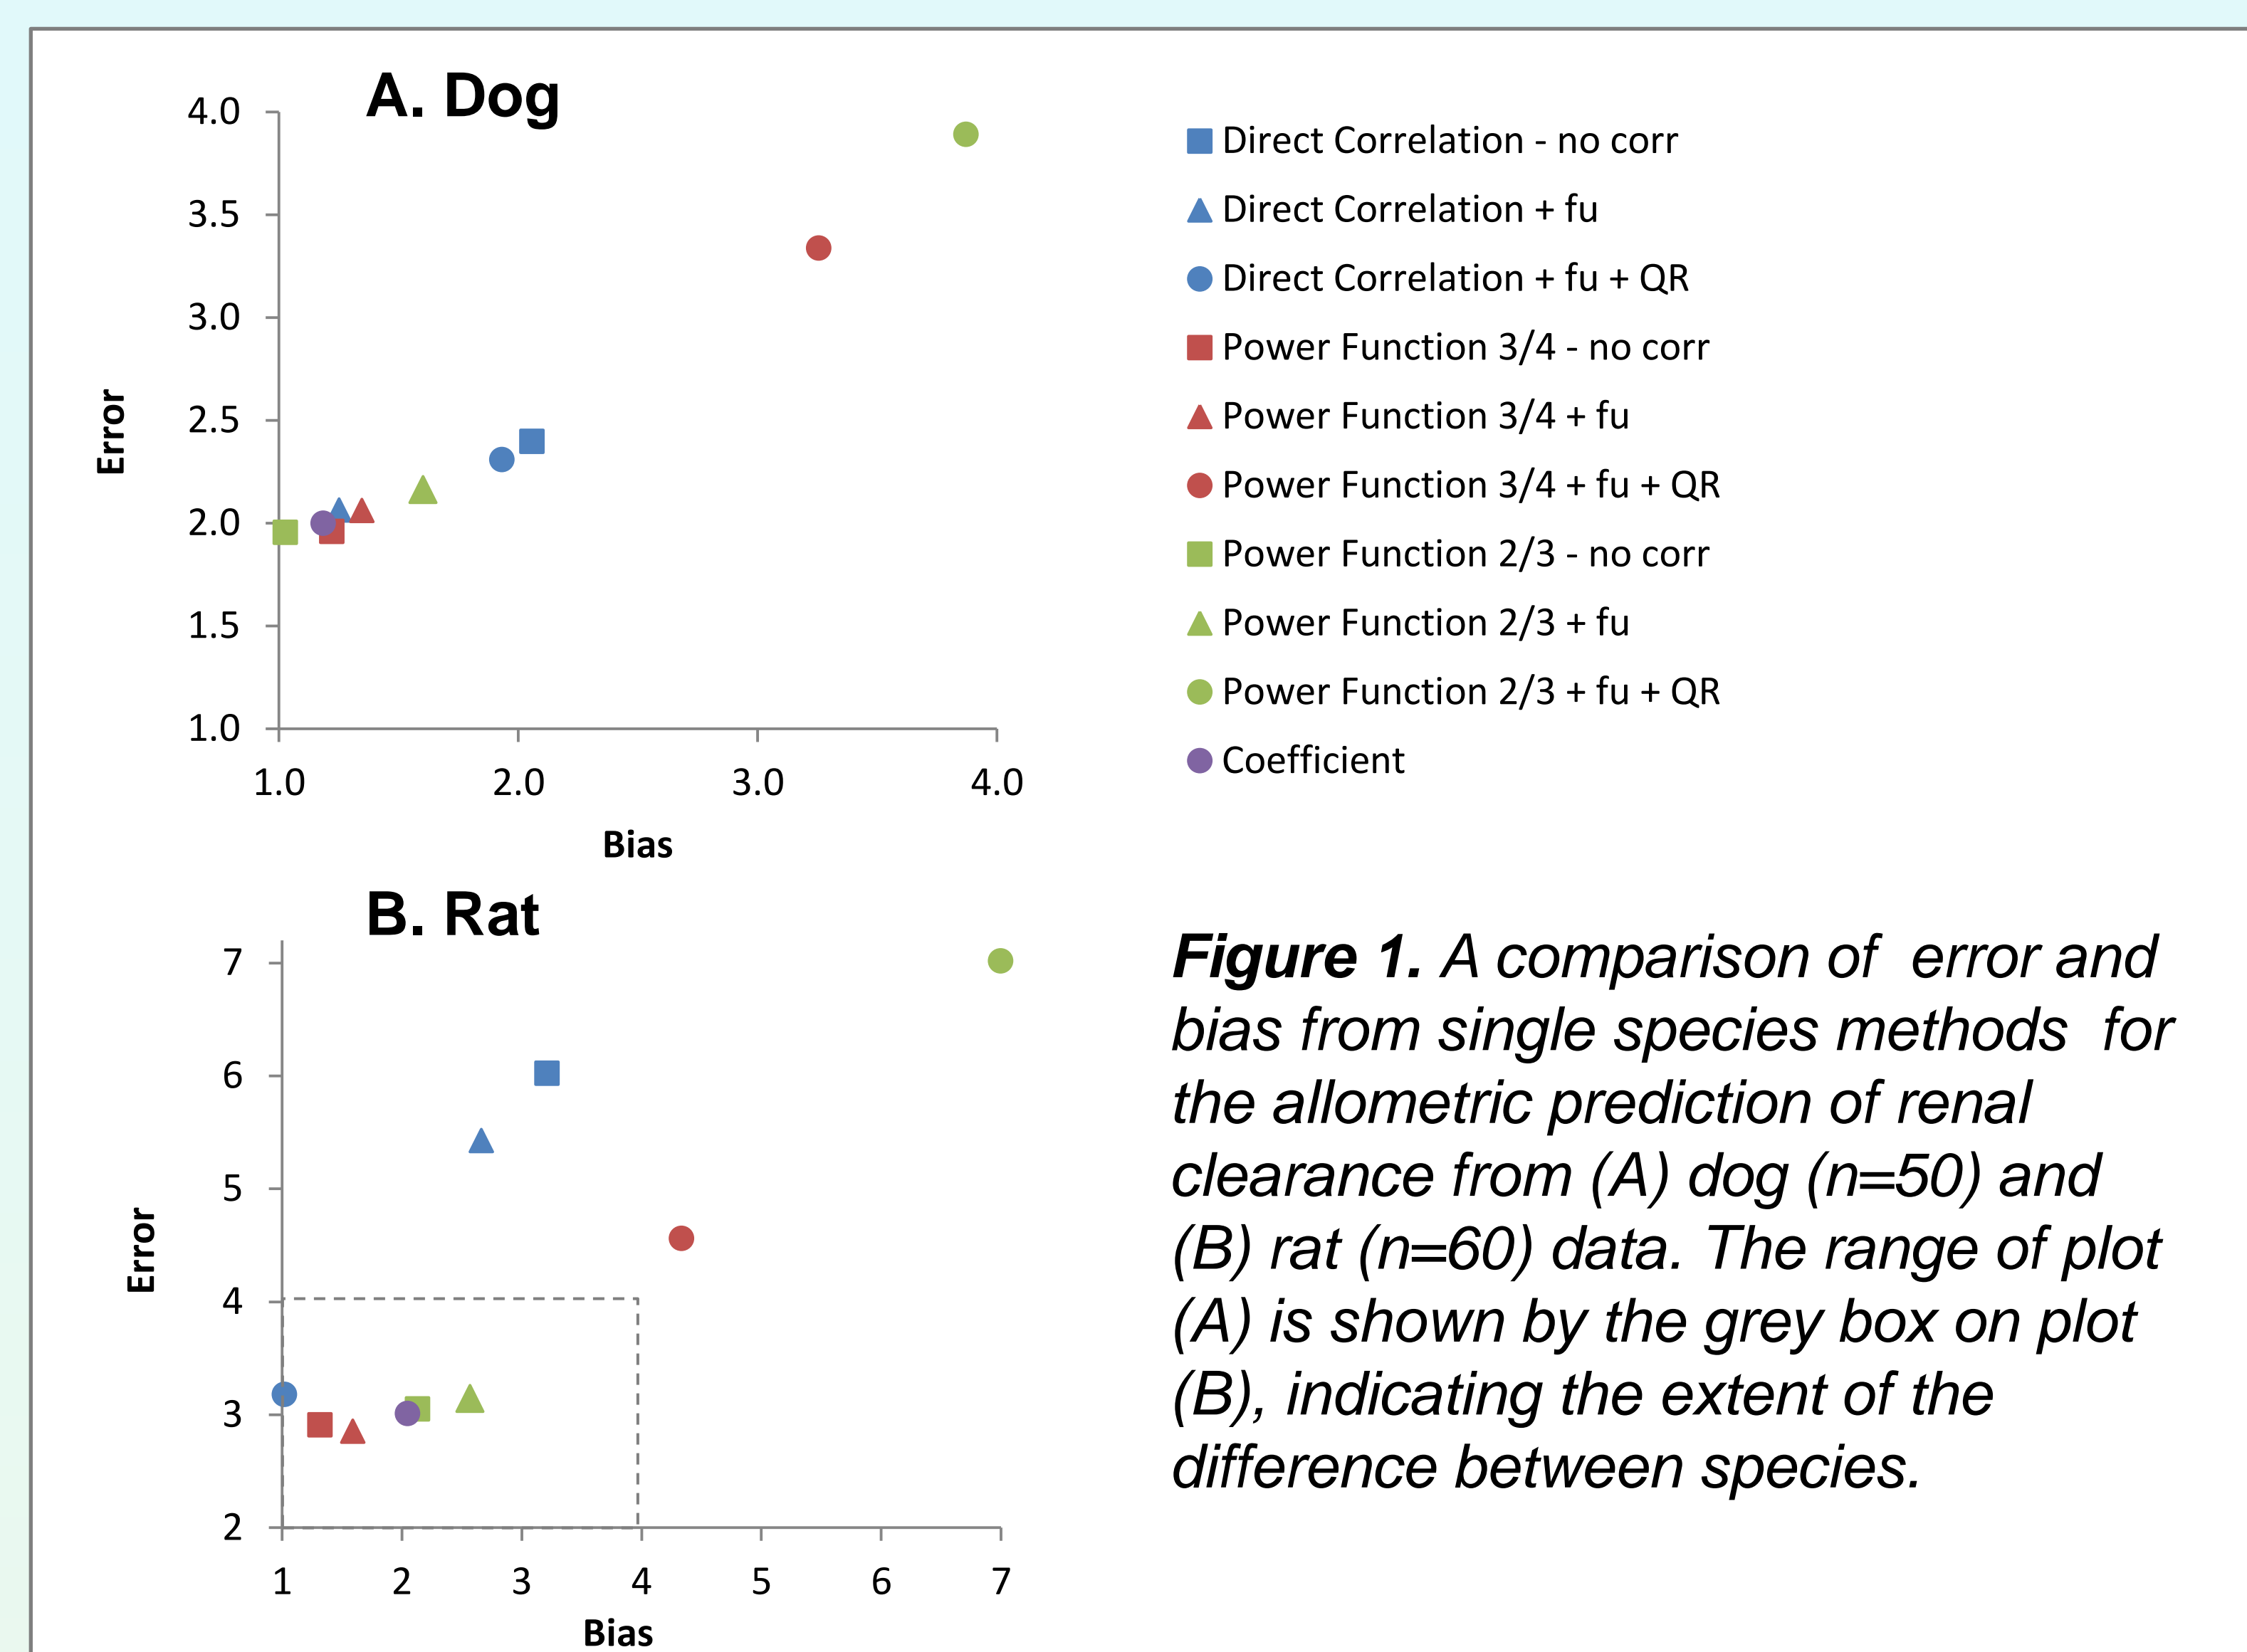 A. Dog
4.0
3.5
3.0
2.5
2.0
1.5
1.0
Error
1.0 2.0 3.0 4.0
Bias
Direct Correlation - no corr
Direct Correlation + fu
Direct Correlation + fu + QR
Power Function 3/4 - no corr
Power Function 3/4 + fu
Power Function 3/4 + fu + QR
Power Function 2/3 - no corr
Power Function 2/3 + fu
Power Function 2/3 + fu + QR
Coefficient
B. Rat
7
6
5
4
3
2
Error
1 2 3 4 5 6 7
Bias
Figure 1. A comparison of error and
bias from single species methods for
the allometric prediction of renal
clearance from (A) dog (n=50) and
(B) rat (n=60) data. The range of plot
(A) is shown by the grey box on plot
(B), indicating the extent of the
difference between species.